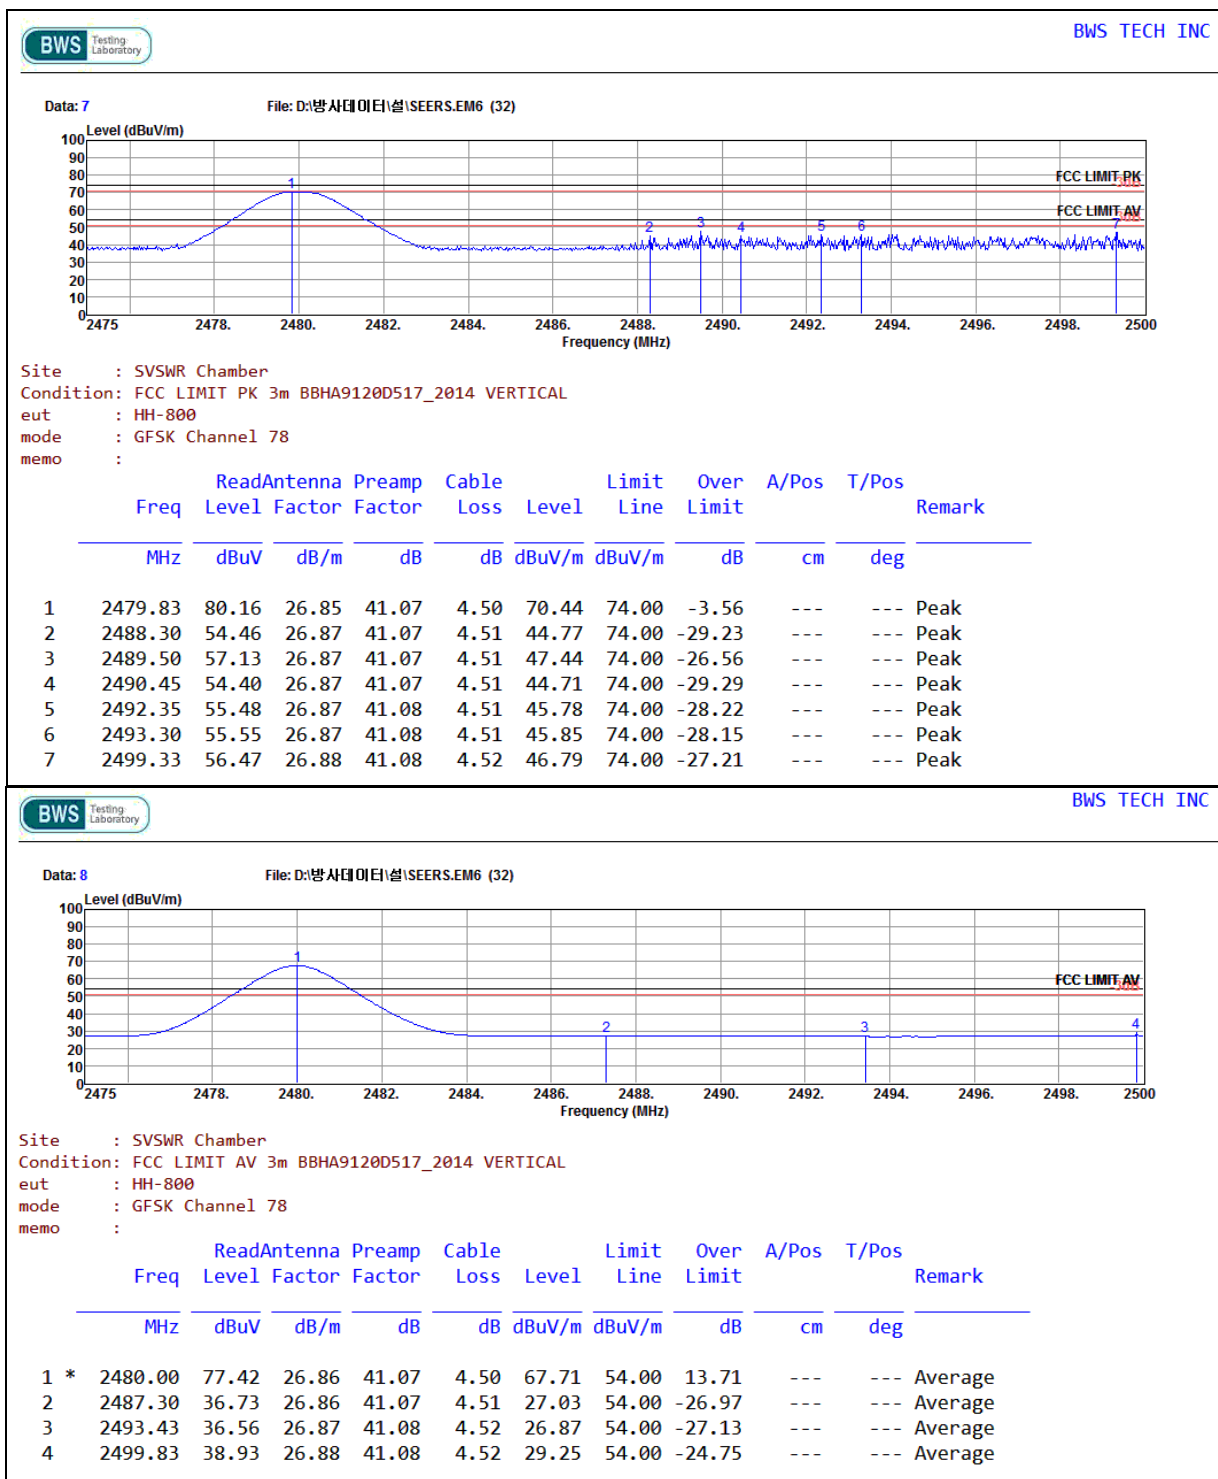 BWS Testing Laboratory
BWS TECH INC
Data: 7 File: D:\방사데이터\설\SEERS.EM6 (32)
Level (dBuV/m)
100
90
80
70
60
50
40
30
20
10
0
FCC LIMIT PK
-3dB
FCC LIMIT AV
-3dB
1 2 3 4 5 6 7
2475 2478. 2480. 2482. 2484. 2486. 2488. 2490. 2492. 2494. 2496. 2498. 2500
Frequency (MHz)
Site : SVSWR Chamber
Condition: FCC LIMIT PK 3m BBHA9120D517_2014 VERTICAL
eut : HH-800
mode : GFSK Channel 78
memo :
ReadAntenna Preamp Cable Limit Over A/Pos T/Pos
Freq Level Factor Factor Loss Level Line Limit Remark
MHz dBuV dB/m dB dB dBuV/m dBuV/m dB cm deg
1 2479.83 80.16 26.85 41.07 4.50 70.44 74.00 -3.56 --- --- Peak
2 2488.30 54.46 26.87 41.07 4.51 44.77 74.00 -29.23 --- --- Peak
3 2489.50 57.13 26.87 41.07 4.51 47.44 74.00 -26.56 --- --- Peak
4 2490.45 54.40 26.87 41.07 4.51 44.71 74.00 -29.29 --- --- Peak
5 2492.35 55.48 26.87 41.08 4.51 45.78 74.00 -28.22 --- --- Peak
6 2493.30 55.55 26.87 41.08 4.51 45.85 74.00 -28.15 --- --- Peak
7 2499.33 56.47 26.88 41.08 4.52 46.79 74.00 -27.21 --- --- Peak
BWS Testing Laboratory
BWS TECH INC
Data: 8 File: D:\방사데이터\설\SEERS.EM6 (32)
Level (dBuV/m)
100
90
80
70
60
50
40
30
20
10
0
FCC LIMIT AV
-3dB
1 2 3 4
2475 2478. 2480. 2482. 2484. 2486. 2488. 2490. 2492. 2494. 2496. 2498. 2500
Frequency (MHz)
Site : SVSWR Chamber
Condition: FCC LIMIT AV 3m BBHA9120D517_2014 VERTICAL
eut : HH-800
mode : GFSK Channel 78
memo :
ReadAntenna Preamp Cable Limit Over A/Pos T/Pos
Freq Level Factor Factor Loss Level Line Limit Remark
MHz dBuV dB/m dB dB dBuV/m dBuV/m dB cm deg
1 * 2480.00 77.42 26.86 41.07 4.50 67.71 54.00 13.71 --- --- Average
2 2487.30 36.73 26.86 41.07 4.51 27.03 54.00 -26.97 --- --- Average
3 2493.43 36.56 26.87 41.08 4.52 26.87 54.00 -27.13 --- --- Average
4 2499.83 38.93 26.88 41.08 4.52 29.25 54.00 -24.75 --- --- Average